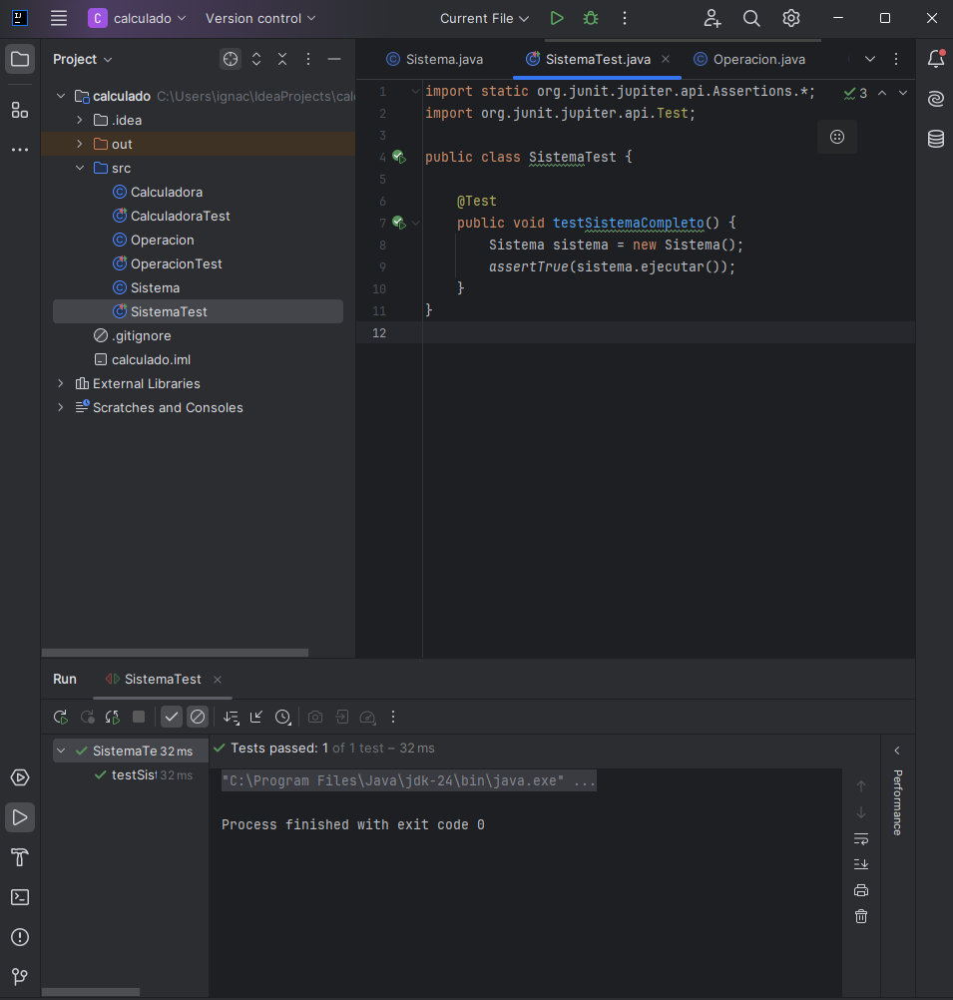 C calculado Version control Current File
Project
Sistema.java SistemaTest.java Operacion.java
calculado C:\Users\ignac\IdeaProjects\cal
.idea
out
src
Calculadora
CalculadoraTest
Operacion
OperacionTest
Sistema
SistemaTest
.gitignore
calculado.iml
External Libraries
Scratches and Consoles
3
1 import static org.junit.jupiter.api.Assertions.*;
2 import org.junit.jupiter.api.Test;
3
4 public class SistemaTest {
5
6 @Test
7 public void testSistemaCompleto() {
8 Sistema sistema = new Sistema();
9 assertTrue(sistema.ejecutar());
10 }
11 }
12
Run SistemaTest
SistemaTe 32 ms
testSist 32 ms
Tests passed: 1 of 1 test – 32 ms
"C:\Program Files\Java\jdk-24\bin\java.exe" ...
Process finished with exit code 0
Performance